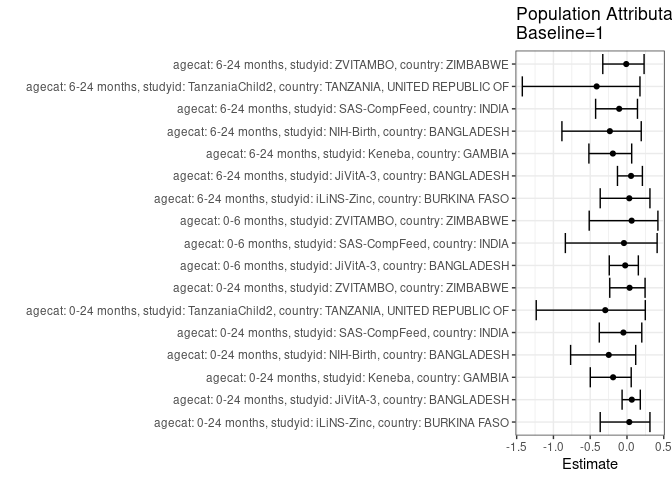 Population Attributa
Baseline=1
agecat: 6-24 months, studyid: ZVITAMBO, country: ZIMBABWE
agecat: 6-24 months, studyid: TanzaniaChild2, country: TANZANIA, UNITED REPUBLIC OF
agecat: 6-24 months, studyid: SAS-CompFeed, country: INDIA
agecat: 6-24 months, studyid: NIH-Birth, country: BANGLADESH
agecat: 6-24 months, studyid: Keneba, country: GAMBIA
agecat: 6-24 months, studyid: JiVitA-3, country: BANGLADESH
agecat: 6-24 months, studyid: iLiNS-Zinc, country: BURKINA FASO
agecat: 0-6 months, studyid: ZVITAMBO, country: ZIMBABWE
agecat: 0-6 months, studyid: SAS-CompFeed, country: INDIA
agecat: 0-6 months, studyid: JiVitA-3, country: BANGLADESH
agecat: 0-24 months, studyid: ZVITAMBO, country: ZIMBABWE
agecat: 0-24 months, studyid: TanzaniaChild2, country: TANZANIA, UNITED REPUBLIC OF
agecat: 0-24 months, studyid: SAS-CompFeed, country: INDIA
agecat: 0-24 months, studyid: NIH-Birth, country: BANGLADESH
agecat: 0-24 months, studyid: Keneba, country: GAMBIA
agecat: 0-24 months, studyid: JiVitA-3, country: BANGLADESH
agecat: 0-24 months, studyid: iLiNS-Zinc, country: BURKINA FASO
-1.5 -1.0 -0.5 0.0 0.5
Estimate